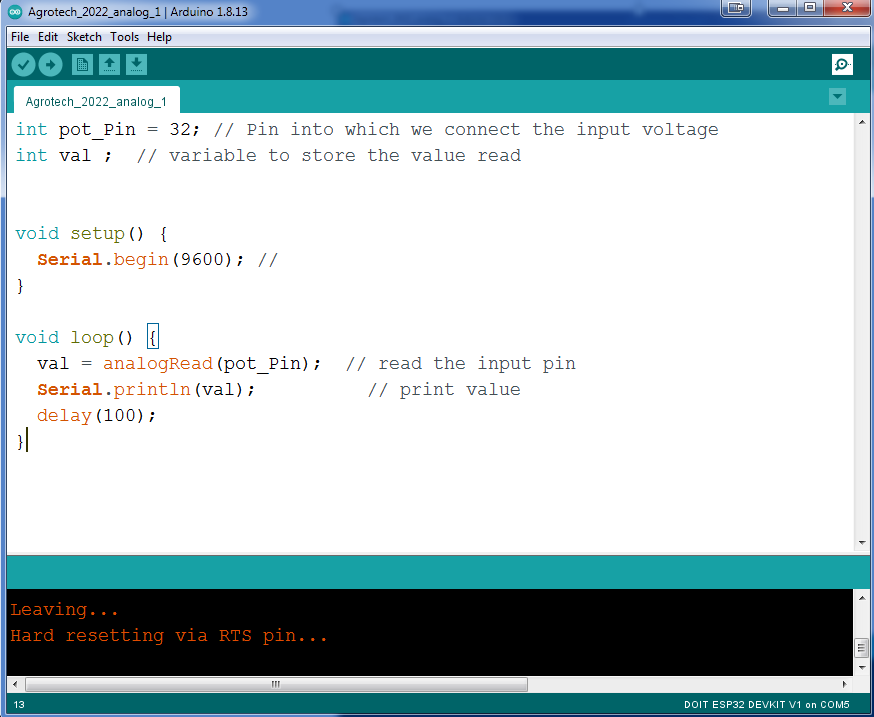 Agrotech_2022_analog_1 | Arduino 1.8.13
File Edit Sketch Tools Help
Agrotech_2022_analog_1
int pot_Pin = 32; // Pin into which we connect the input voltage
int val ;  // variable to store the value read
void setup() {
  Serial.begin(9600); //
}
void loop() {
  val = analogRead(pot_Pin);  // read the input pin
  Serial.println(val);          // print value
  delay(100);
}
Leaving...
Hard resetting via RTS pin...
13
DOIT ESP32 DEVKIT V1 on COM5